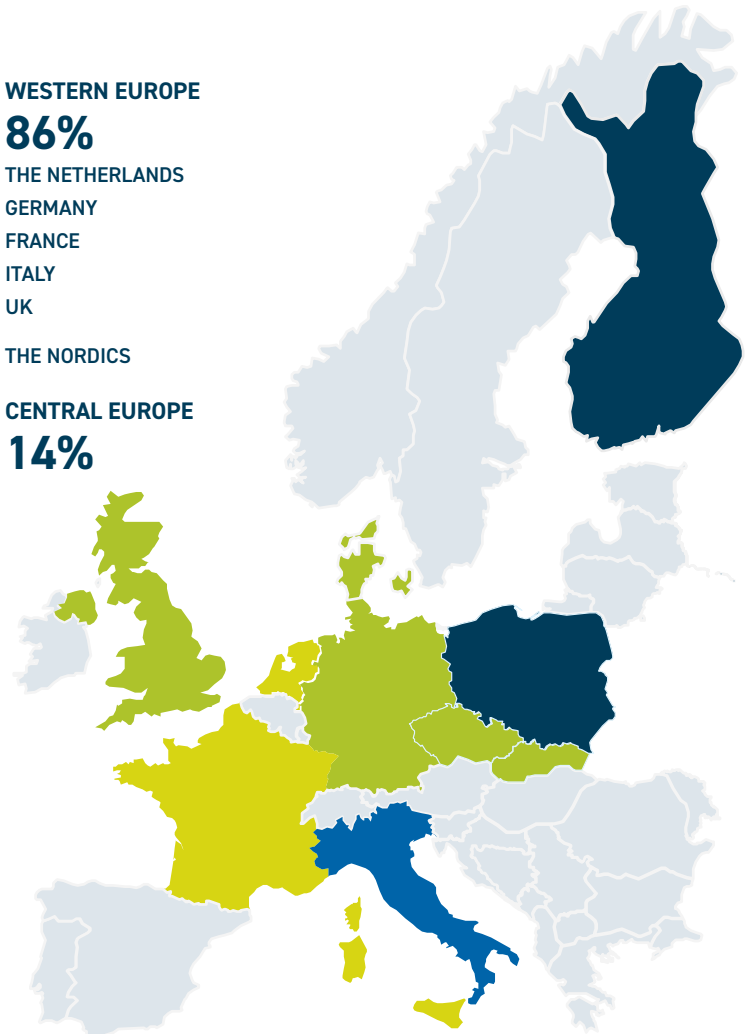 WESTERN EUROPE
86%
THE NETHERLANDS
GERMANY
FRANCE
ITALY
UK
THE NORDICS
CENTRAL EUROPE
14%